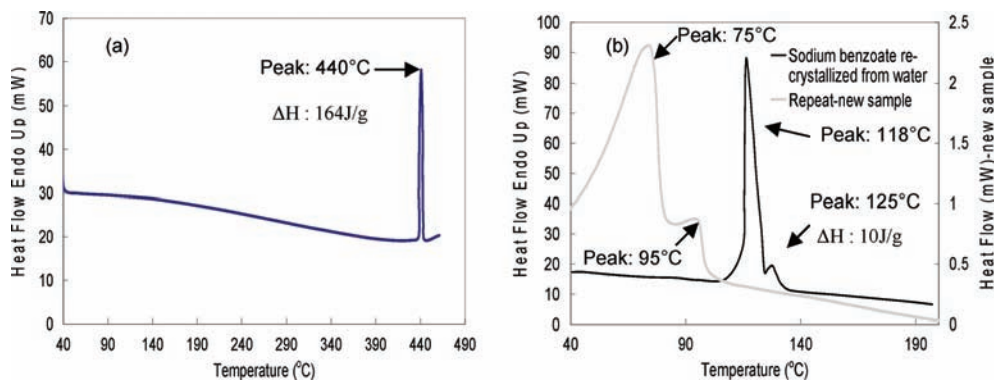 (a)
Heat Flow Endo Up (mW)
70
60
50
40
30
20
10
0
Peak: 440°C
ΔH : 164J/g
40 90 140 190 240 290 340 390 440 490
Temperature (°C)
(b)
Heat Flow Endo Up (mW)
100
90
80
70
60
50
40
30
20
10
0
Peak: 75°C
Sodium benzoate re-
crystallized from water
Repeat-new sample
Peak: 118°C
Peak: 125°C
ΔH : 10J/g
Peak: 95°C
40 90 140 190
Temperature (°C)
2.5
2
1.5
1
0.5
0
Heat Flow (mW)-new sample